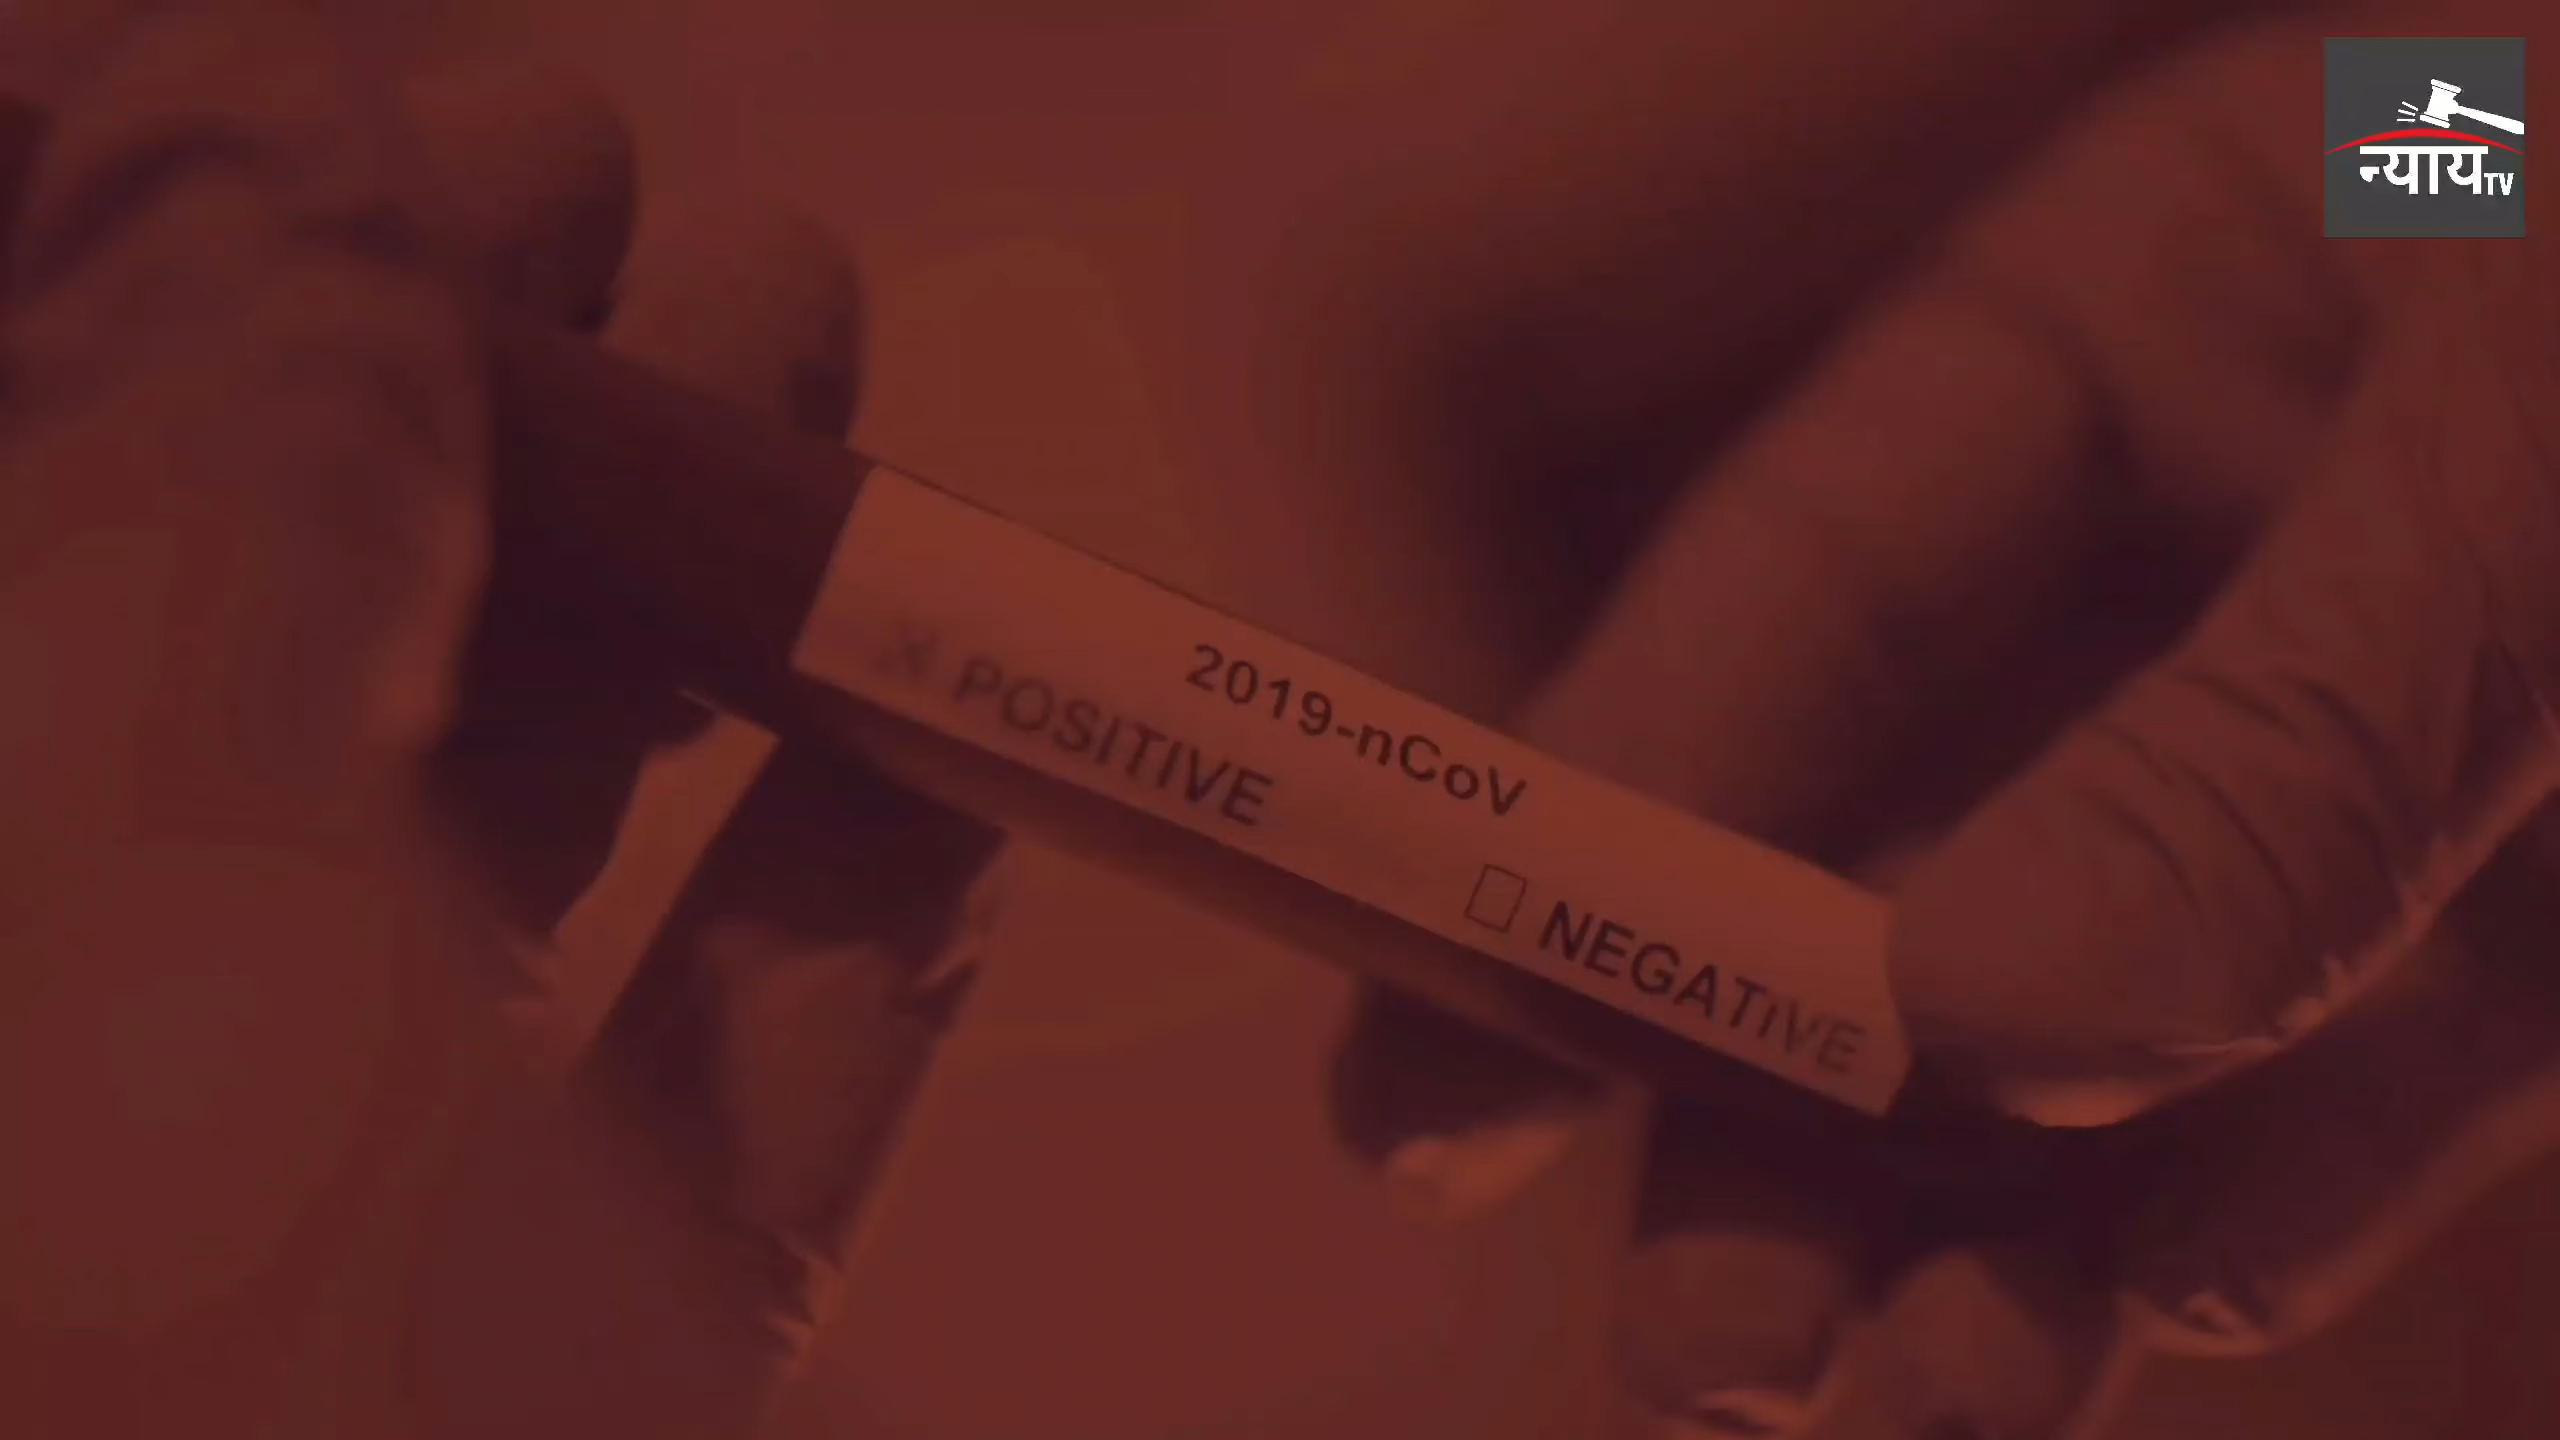 न्याय TV
2019-nCoV
☒ POSITIVE
☐ NEGATiVE